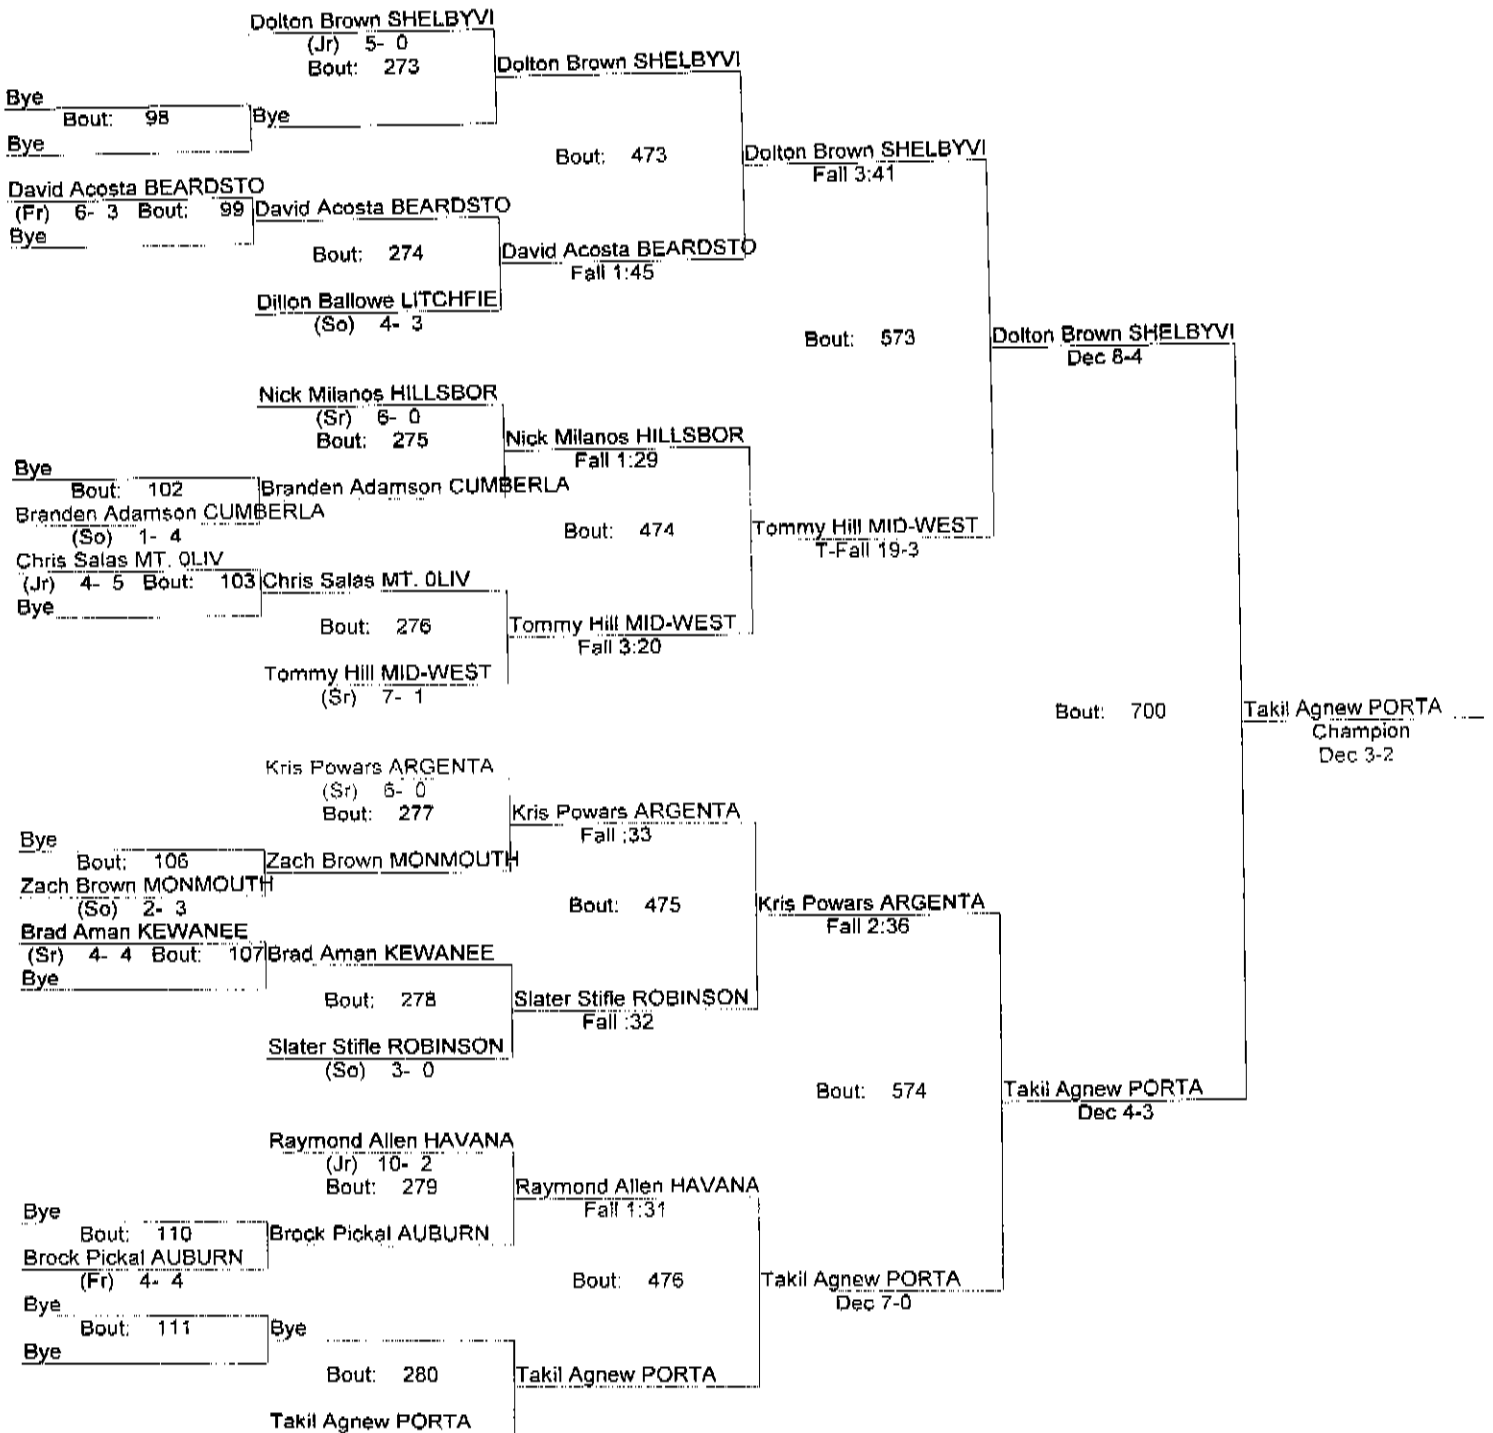 Dolton Brown SHELBYVI
(Jr) 5- 0
Bout: 273
Dolton Brown SHELBYVI
Bye
Bout: 98
Bye
Bye
Bout: 473
Dolton Brown SHELBYVI
Fall 3:41
David Acosta BEARDSTO
(Fr) 6- 3 Bout: 99
David Acosta BEARDSTO
Bye
Bout: 274
David Acosta BEARDSTO
Fall 1:45
Dillon Ballowe LITCHFIE
(So) 4- 3
Bout: 573
Dolton Brown SHELBYVI
Dec 8-4
Nick Milanos HILLSBOR
(Sr) 6- 0
Bout: 275
Nick Milanos HILLSBOR
Fall 1:29
Bye
Bout: 102
Branden Adamson CUMBERLA
Branden Adamson CUMBERLA
(So) 1- 4
Bout: 474
Tommy Hill MID-WEST
T-Fall 19-3
Chris Salas MT. 0LIV
(Jr) 4- 5 Bout: 103
Chris Salas MT. 0LIV
Bye
Bout: 276
Tommy Hill MID-WEST
Fall 3:20
Tommy Hill MID-WEST
(Sr) 7- 1
Bout: 700
Takil Agnew PORTA
Champion
Dec 3-2
Kris Powars ARGENTA
(Sr) 6- 0
Bout: 277
Kris Powars ARGENTA
Fall :33
Bye
Bout: 106
Zach Brown MONMOUTH
Zach Brown MONMOUTH
(So) 2- 3
Bout: 475
Kris Powars ARGENTA
Fall 2:36
Brad Aman KEWANEE
(Sr) 4- 4 Bout: 107
Brad Aman KEWANEE
Bye
Bout: 278
Slater Stifle ROBINSON
Fall :32
Slater Stifle ROBINSON
(So) 3- 0
Bout: 574
Takil Agnew PORTA
Dec 4-3
Raymond Allen HAVANA
(Jr) 10- 2
Bout: 279
Raymond Allen HAVANA
Fall 1:31
Bye
Bout: 110
Brock Pickal AUBURN
Brock Pickal AUBURN
(Fr) 4- 4
Bout: 476
Takil Agnew PORTA
Dec 7-0
Bye
Bout: 111
Bye
Bye
Bout: 280
Takil Agnew PORTA
Takil Agnew PORTA